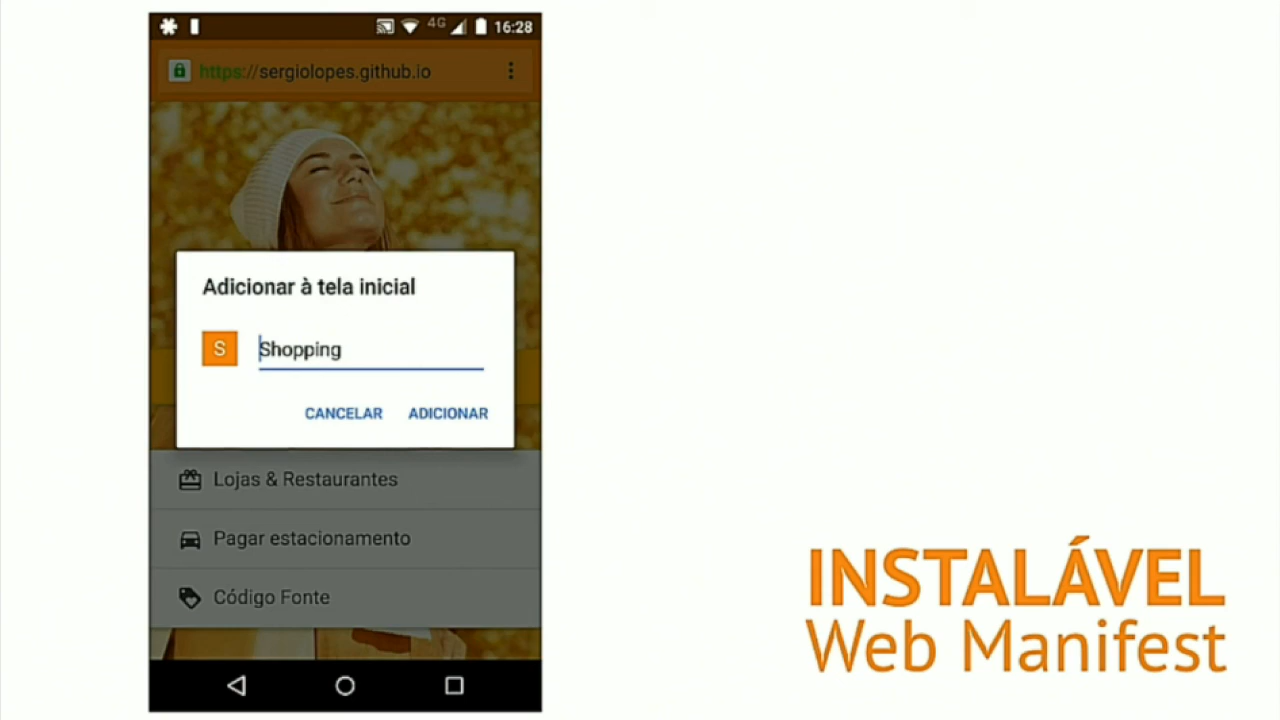 4G 16:28
https://sergiolopes.github.io
Adicionar à tela inicial
S Shopping
CANCELAR ADICIONAR
Lojas & Restaurantes
Pagar estacionamento
Código Fonte
INSTALÁVEL
Web Manifest